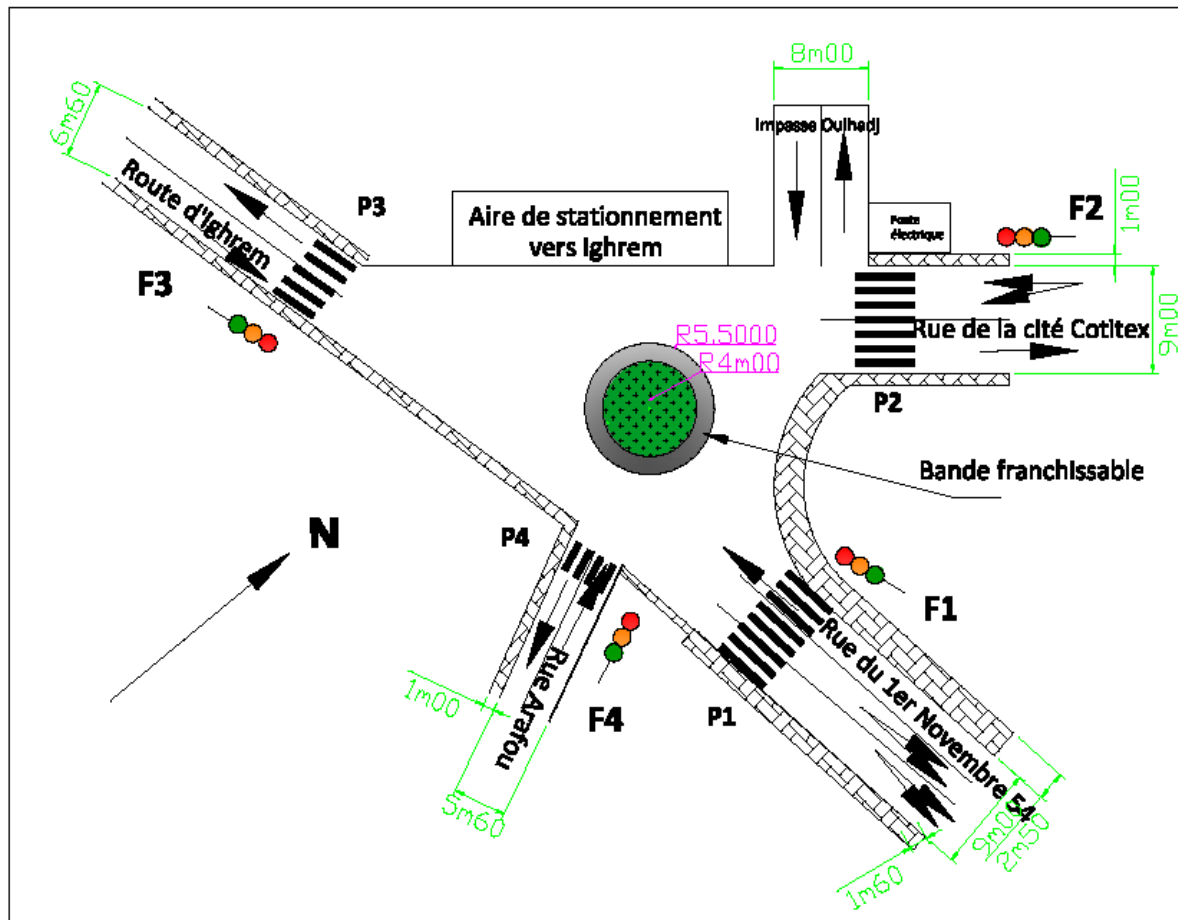 8m00
6m60
Impasse Oulhadj
Route d'Ighrem
P3
Aire de stationnement
vers Ighrem
Poste
électrique
F2
1m00
F3
R5.5000
R4m00
Rue de la cité Cotitex
9m00
P2
Bande franchissable
N
P4
F1
Rue du 1er Novembre 54
1m00
Rue Arafou
F4
P1
5m60
9m00
2m50
1m60